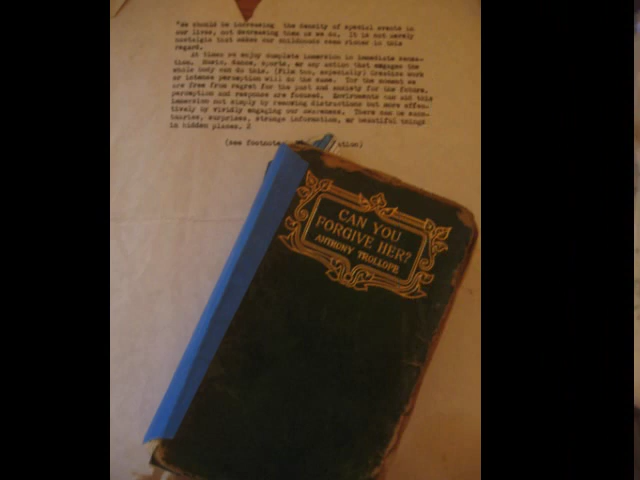 "We should be increasing the density of special events in
our lives, not decreasing them as we do. It is not merely
nostalgia that makes our childhoods seem richer in this
regard.
At times we enjoy complete immersion in immediate sensa-
tion. Music, dance, sports, or any action that engages the
whole body can do this. (Film too, especially) Creative work
or intense perception will do the same. For the moment we
are free from regret for the past and anxiety for the future,
perception and response are focused. Environments can aid this
immersion not simply by removing distractions but more effec-
tively by vividly engaging our awareness. There can be
surprises, strange information, or beautiful things
in hidden places. 2
(see footnote
CAN YOU
FORGIVE HER?
ANTHONY TROLLOPE